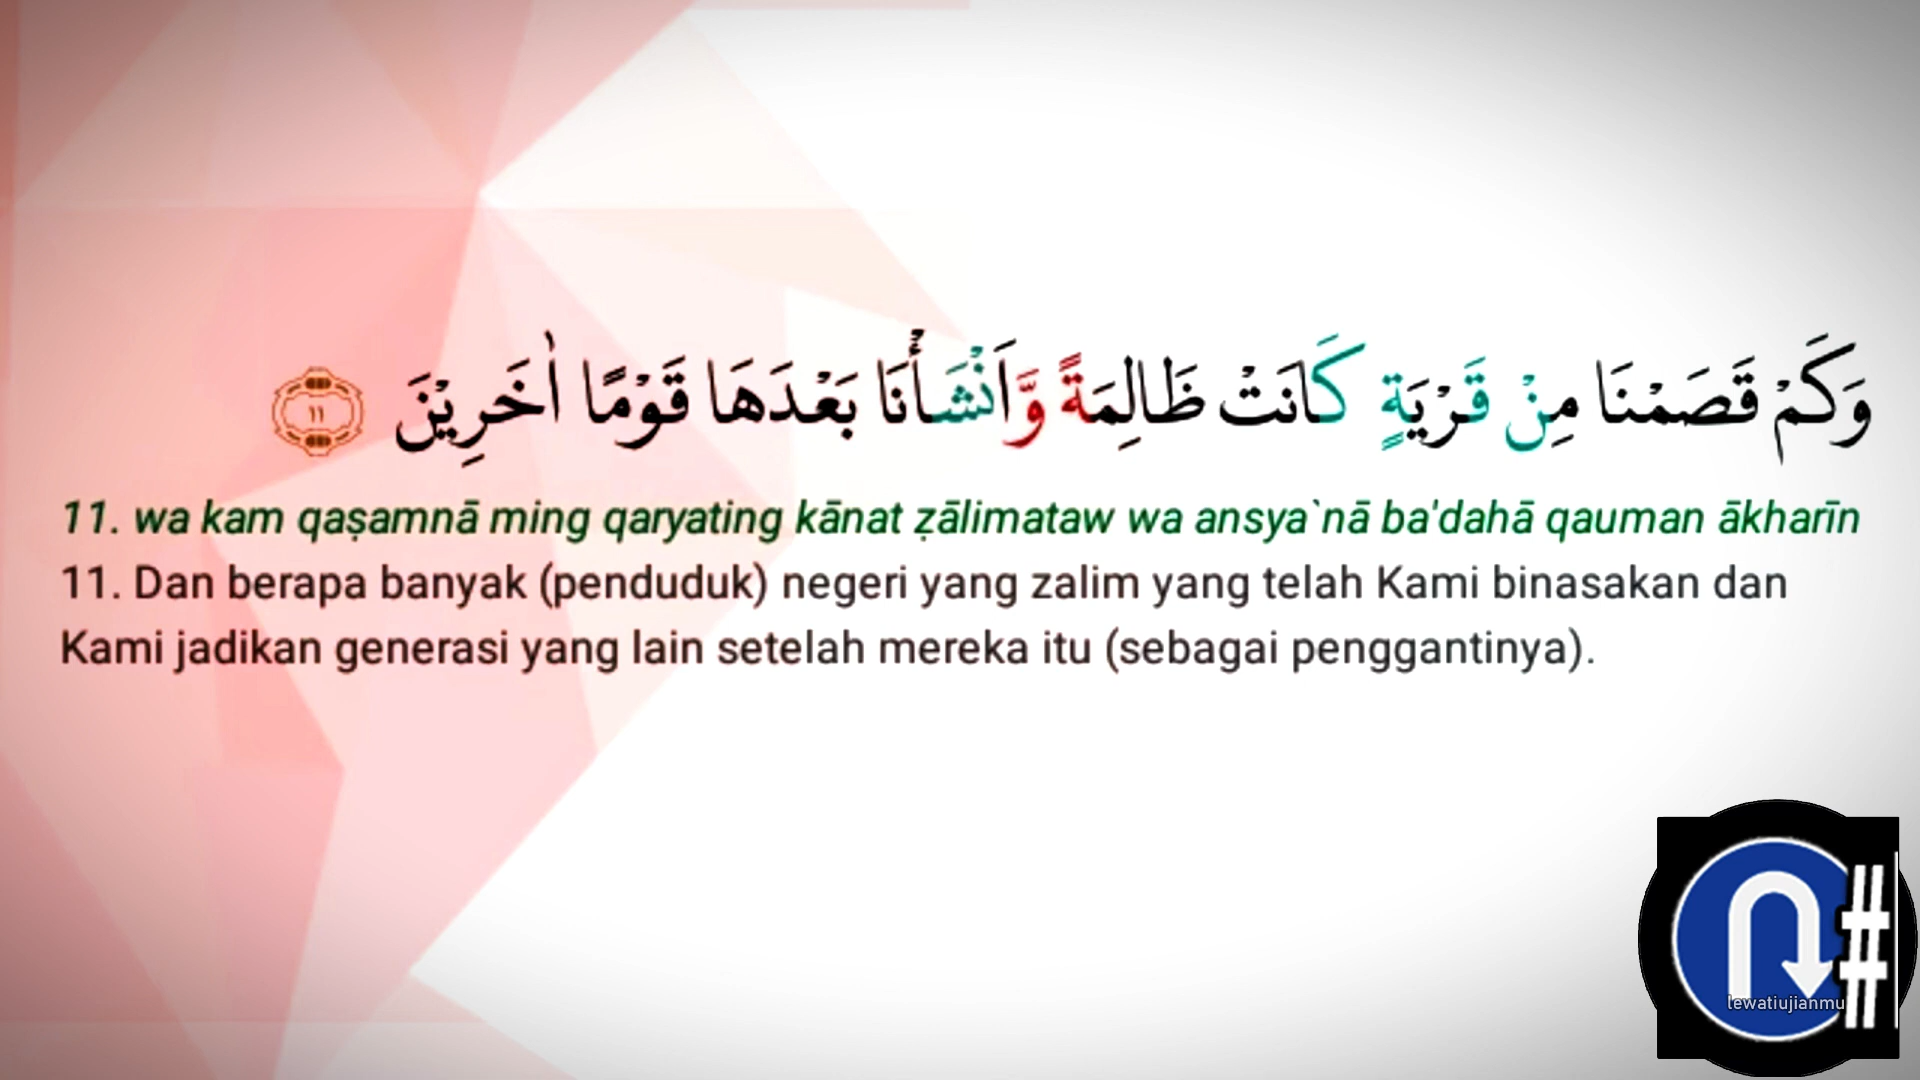 وَكَمْ قَصَمْنَا مِنْ قَرْيَةٍ كَانَتْ ظَالِمَةً وَّاَنْشَأْنَا بَعْدَهَا قَوْمًا اٰخَرِيْنَ ١١
11. wa kam qaṣamnā ming qaryating kānat ẓālimataw wa ansya`nā ba'dahā qauman ākharīn
11. Dan berapa banyak (penduduk) negeri yang zalim yang telah Kami binasakan dan
Kami jadikan generasi yang lain setelah mereka itu (sebagai penggantinya).
#
lewatiujianmu